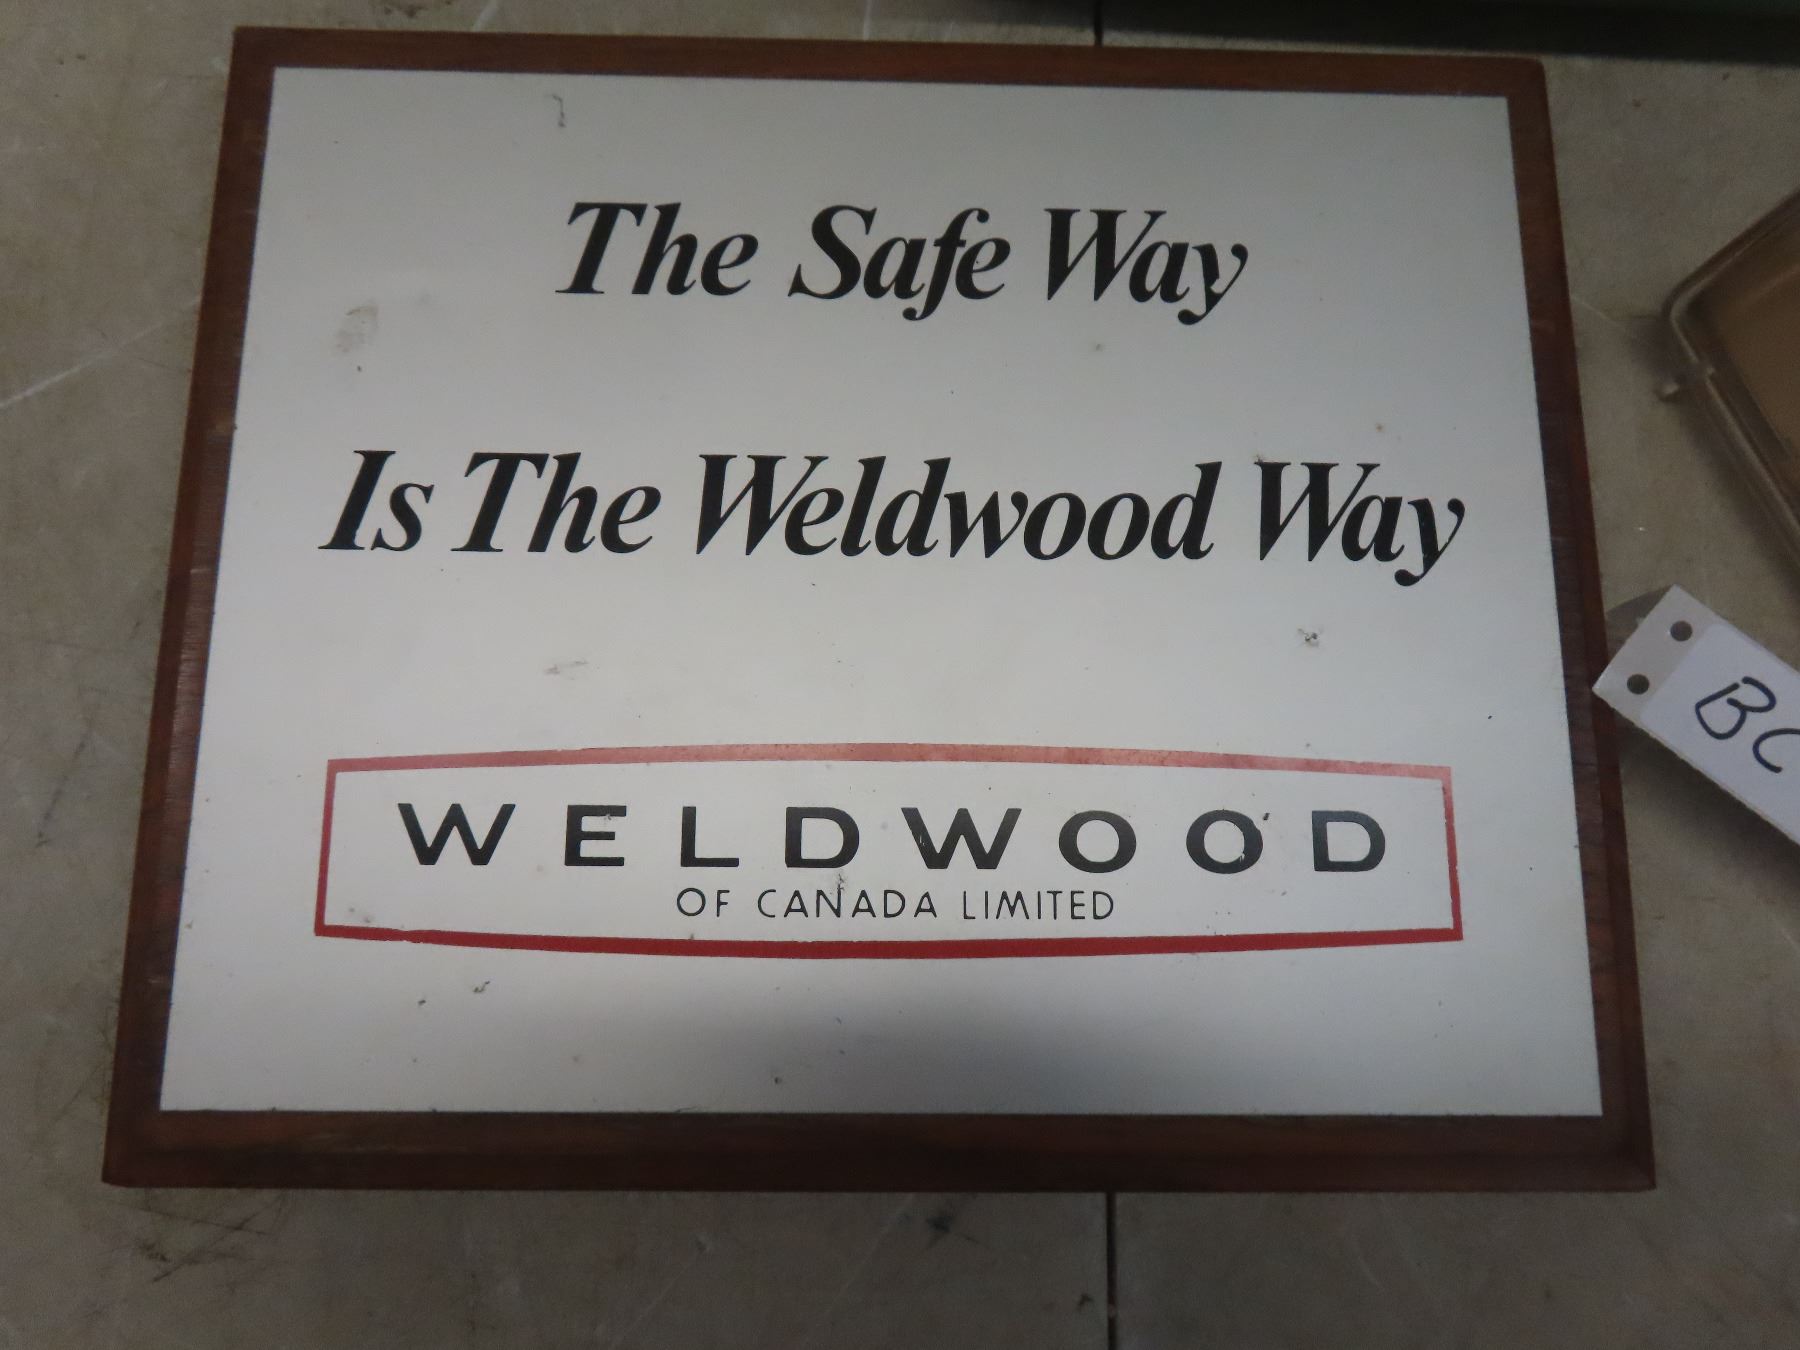 The Safe Way
Is The Weldwood Way
WELDWOOD
OF CANADA LIMITED
BC